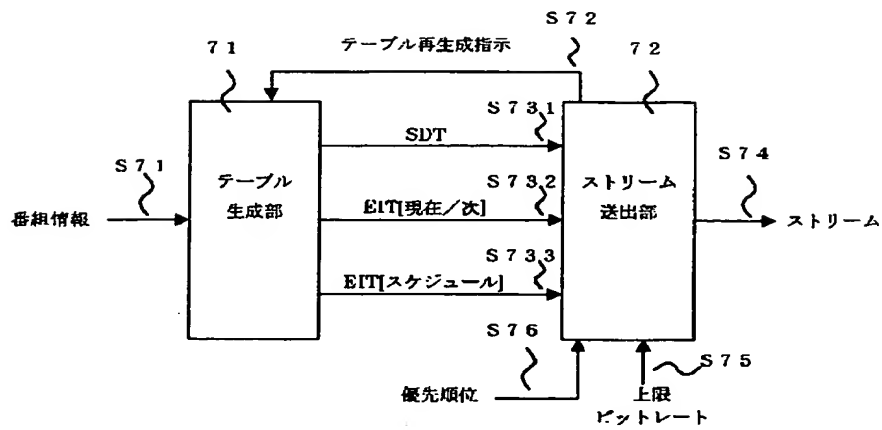 S72
テーブル再生成指示
71
72
S731
SDT
S71
S74
テーブル
生成部
S732
ストリーム
送出部
番組情報
EIT[現在／次]
ストリーム
S733
EIT[スケジュール]
S76
S75
優先順位
上限
ビットレート